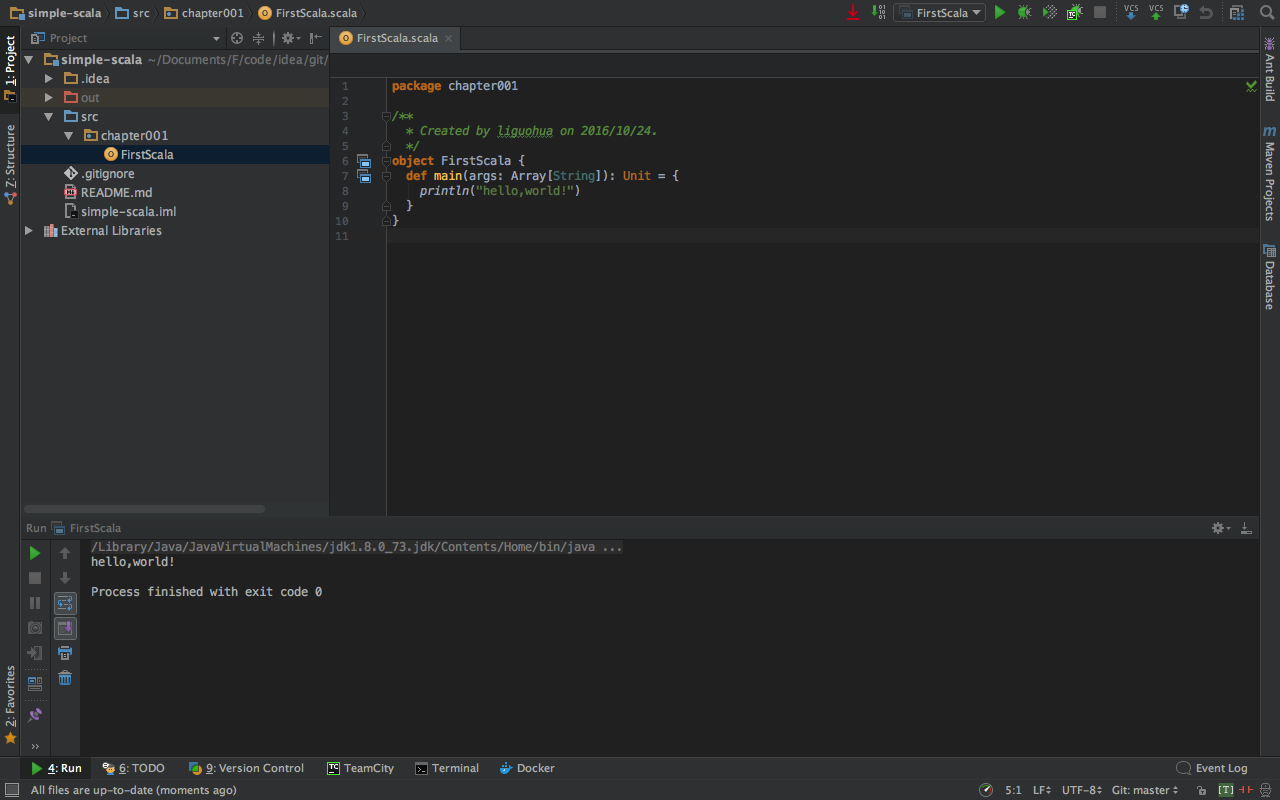 simple-scala src chapter001 FirstScala.scala FirstScala VCS VCS
1: Project
Z: Structure
2: Favorites
Project
simple-scala ~/Documents/F/code/idea/git/
.idea
out
src
chapter001
FirstScala
.gitignore
README.md
simple-scala.iml
External Libraries
FirstScala.scala
1 package chapter001
2
3 /**
4 * Created by liguohua on 2016/10/24.
5 */
6 object FirstScala {
7 def main(args: Array[String]): Unit = {
8 println("hello,world!")
9 }
10 }
11
Ant Build
m Maven Projects
Database
Run FirstScala
/Library/Java/JavaVirtualMachines/jdk1.8.0_73.jdk/Contents/Home/bin/java ...
hello,world!
Process finished with exit code 0
4: Run 6: TODO 9: Version Control TC TeamCity Terminal Docker Event Log
All files are up-to-date (moments ago) 5:1 LF UTF-8 Git: master [T]